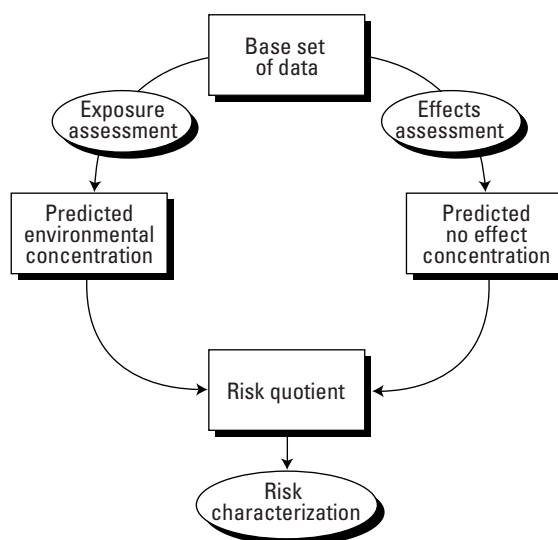 Base set
of data
Exposure
assessment
Effects
assessment
Predicted
environmental
concentration
Predicted
no effect
concentration
Risk quotient
Risk
characterization